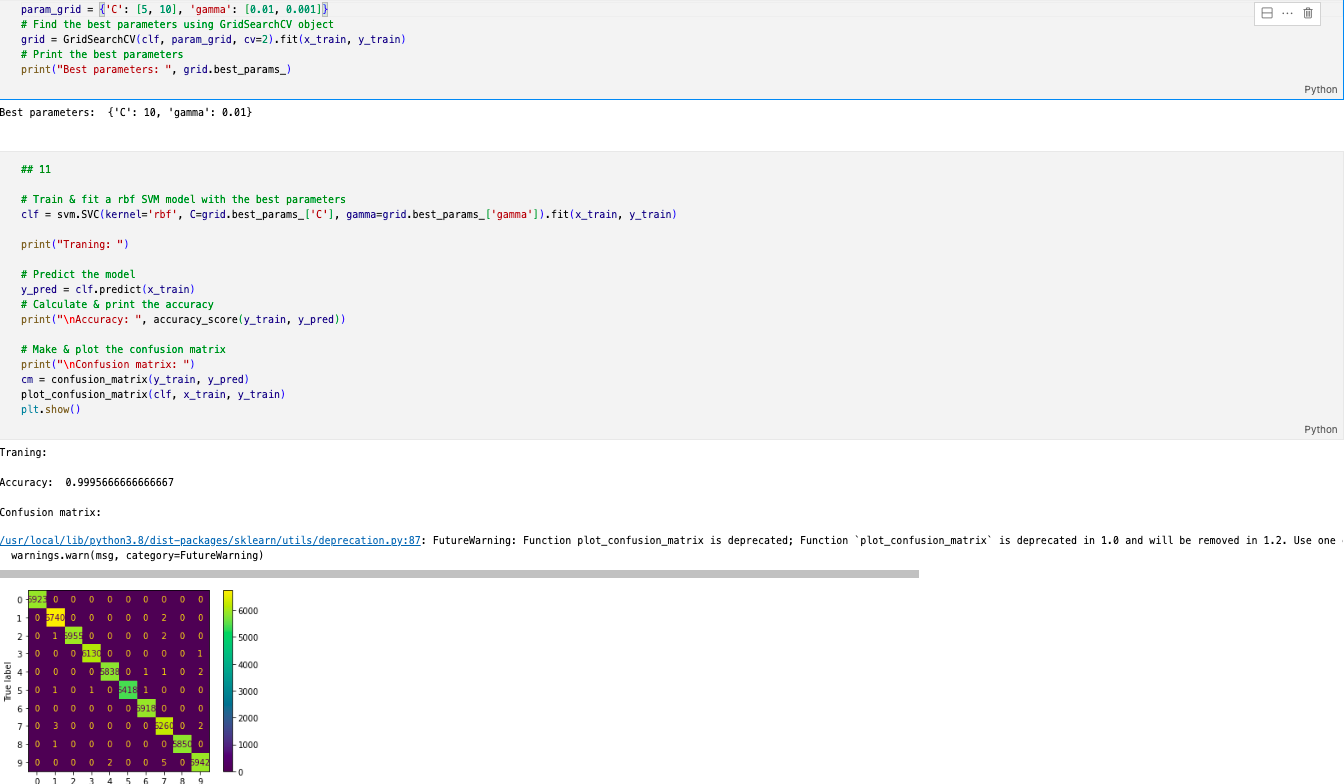 param_grid = {'C': [5, 10], 'gamma': [0.01, 0.001]}
# Find the best parameters using GridSearchCV object
grid = GridSearchCV(clf, param_grid, cv=2).fit(x_train, y_train)
# Print the best parameters
print("Best parameters: ", grid.best_params_)
Python
Best parameters:  {'C': 10, 'gamma': 0.01}
## 11
# Train & fit a rbf SVM model with the best parameters
clf = svm.SVC(kernel='rbf', C=grid.best_params_['C'], gamma=grid.best_params_['gamma']).fit(x_train, y_train)
print("Traning: ")
# Predict the model
y_pred = clf.predict(x_train)
# Calculate & print the accuracy
print("\nAccuracy: ", accuracy_score(y_train, y_pred))
# Make & plot the confusion matrix
print("\nConfusion matrix: ")
cm = confusion_matrix(y_train, y_pred)
plot_confusion_matrix(clf, x_train, y_train)
plt.show()
Python
Traning:
Accuracy:  0.9995666666666667
Confusion matrix:
/usr/local/lib/python3.8/dist-packages/sklearn/utils/deprecation.py:87: FutureWarning: Function plot_confusion_matrix is deprecated; Function `plot_confusion_matrix` is deprecated in 1.0 and will be removed in 1.2. Use one
warnings.warn(msg, category=FutureWarning)
True label
0 5923 0 0 0 0 0 0 0 0 0
1 0 6740 0 0 0 0 0 2 0 0
2 0 1 5955 0 0 0 0 2 0 0
3 0 0 0 6130 0 0 0 0 0 1
4 0 0 0 0 5838 0 1 1 0 2
5 0 1 0 1 0 5418 1 0 0 0
6 0 0 0 0 0 0 5918 0 0 0
7 0 3 0 0 0 0 0 6260 0 2
8 0 1 0 0 0 0 0 0 5850 0
9 0 0 0 0 2 0 0 5 0 5942
0 1 2 3 4 5 6 7 8 9
6000
5000
4000
3000
2000
1000
0